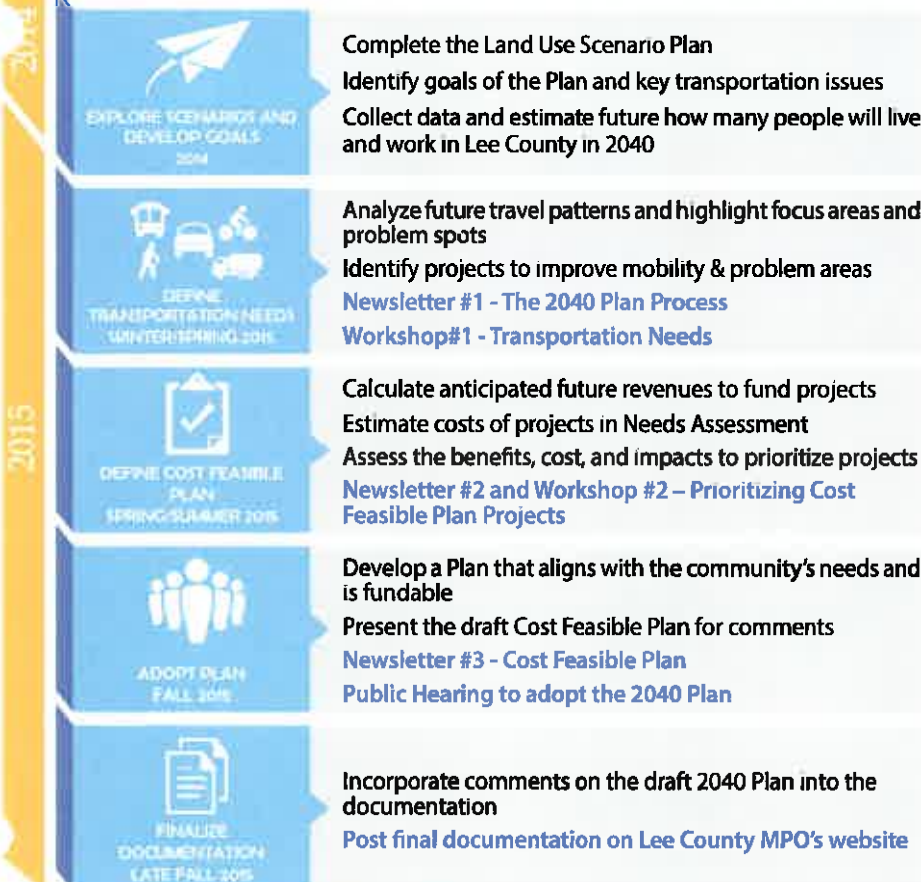 2014
EXPLORE SCENARIOS AND
DEVELOP GOALS
2014
Complete the Land Use Scenario Plan
Identify goals of the Plan and key transportation issues
Collect data and estimate future how many people will live
and work in Lee County in 2040
2015
DEFINE
TRANSPORTATION NEEDS
WINTER/SPRING 2015
Analyze future travel patterns and highlight focus areas and
problem spots
Identify projects to improve mobility & problem areas
Newsletter #1 - The 2040 Plan Process
Workshop#1 - Transportation Needs
DEFINE COST FEASIBLE
PLAN
SPRING/SUMMER 2015
Calculate anticipated future revenues to fund projects
Estimate costs of projects in Needs Assessment
Assess the benefits, cost, and impacts to prioritize projects
Newsletter #2 and Workshop #2 – Prioritizing Cost
Feasible Plan Projects
ADOPT PLAN
FALL 2015
Develop a Plan that aligns with the community's needs and
is fundable
Present the draft Cost Feasible Plan for comments
Newsletter #3 - Cost Feasible Plan
Public Hearing to adopt the 2040 Plan
FINALIZE
DOCUMENTATION
LATE FALL 2015
Incorporate comments on the draft 2040 Plan into the
documentation
Post final documentation on Lee County MPO's website